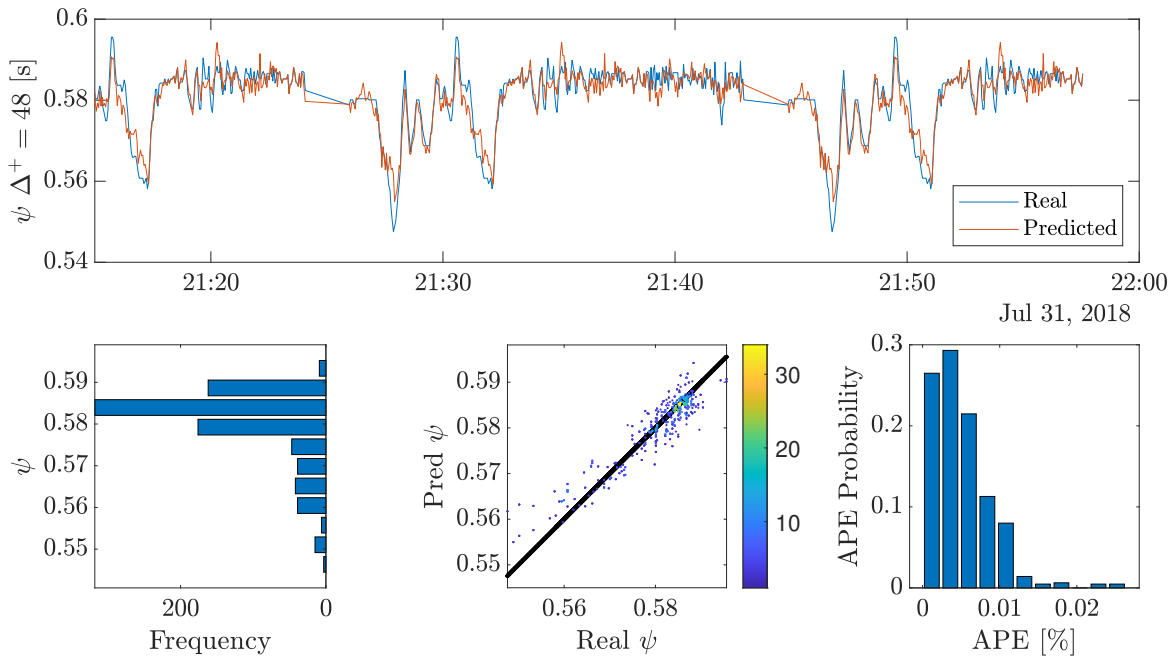 0.6
0.58
0.56
0.54
ψ Δ⁺ = 48 [s]
Real
Predicted
21:20 21:30 21:40 21:50 22:00
Jul 31, 2018
0.59
0.58
0.57
0.56
0.55
ψ
200 0
Frequency
0.59
0.58
0.57
0.56
0.55
Pred ψ
0.56 0.58
Real ψ
30
20
10
0.3
0.2
0.1
0
APE Probability
0 0.01 0.02
APE [%]